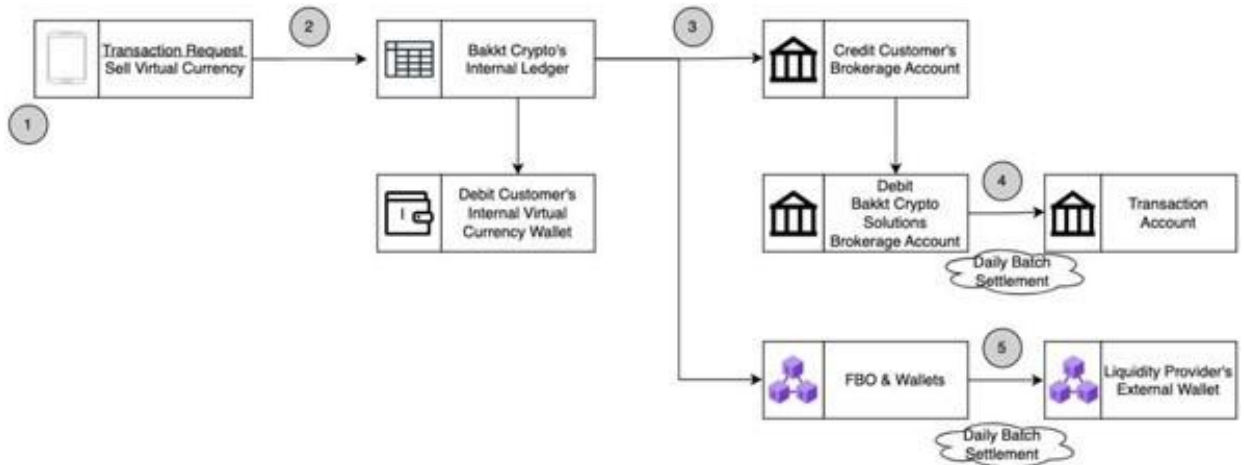 2
3
Transaction Request
Sell Virtual Currency
Bakkt Crypto's
Internal Ledger
Credit Customer's
Brokerage Account
1
Debit Customer's
Internal Virtual
Currency Wallet
Debit
Bakkt Crypto
Solutions
Brokerage Account
4
Transaction
Account
Daily Batch
Settlement
FBO & Wallets
5
Liquidity Provider's
External Wallet
Daily Batch
Settlement